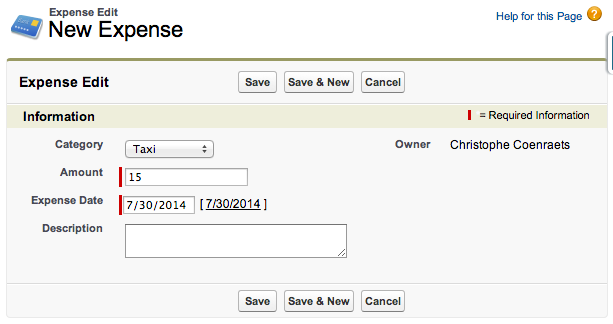 Expense Edit
New Expense
Help for this Page ?
Expense Edit Save Save & New Cancel
Information = Required Information
Category Taxi Owner Christophe Coenraets
Amount 15
Expense Date 7/30/2014 [ 7/30/2014 ]
Description
Save Save & New Cancel